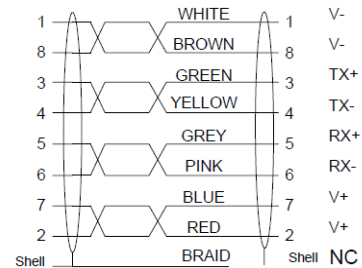 1 WHITE 1 V-
8 BROWN 8 V-
3 GREEN 3 TX+
4 YELLOW 4 TX-
5 GREY 5 RX+
6 PINK 6 RX-
7 BLUE 7 V+
2 RED 2 V+
Shell BRAID Shell NC